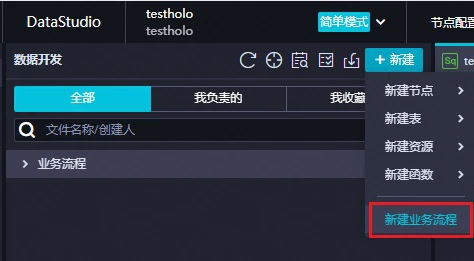 DataStudio
testholo
testholo
简单模式
节点配置
数据开发
+ 新建
Sq te
全部
我负责的
我收藏
新建节点
文件名称/创建人
新建表
新建资源
业务流程
新建函数
新建业务流程